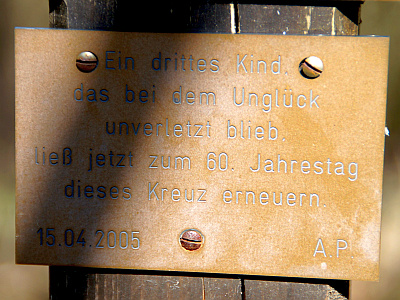 Ein drittes Kind,
das bei dem Unglück
unverletzt blieb,
ließ jetzt zum 60. Jahrestag
dieses Kreuz erneuern.
15.04.2005 A.P.